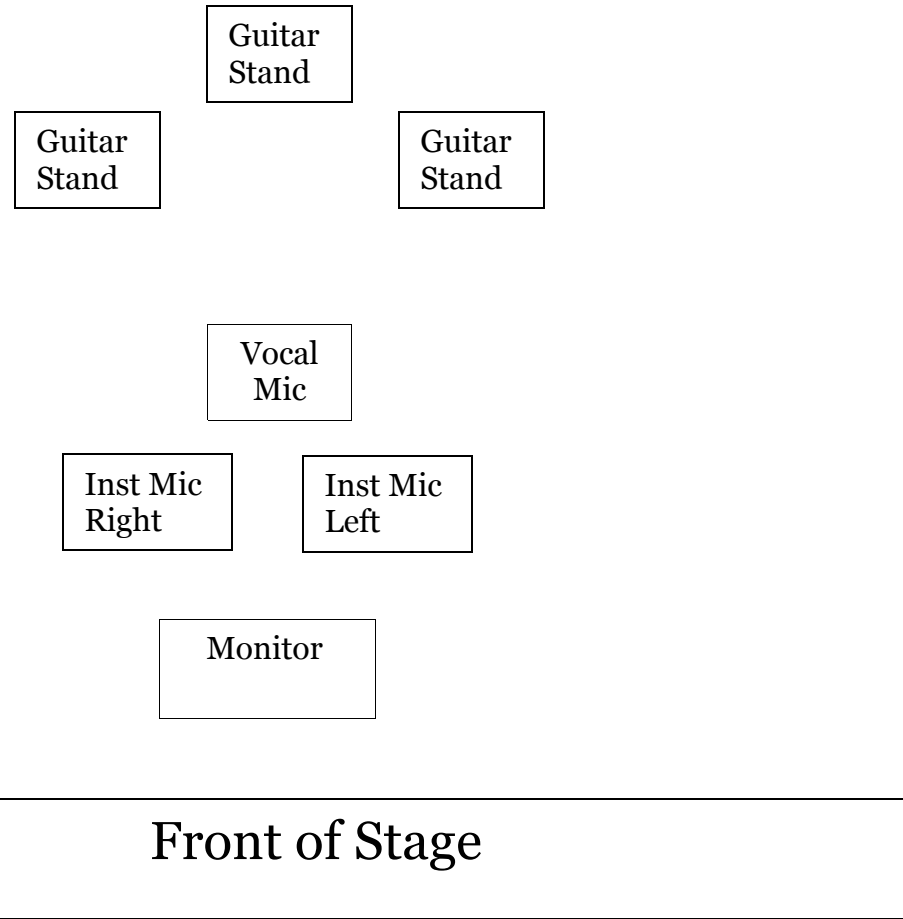 Guitar
Stand
Guitar
Stand
Guitar
Stand
Vocal
Mic
Inst Mic
Right
Inst Mic
Left
Monitor
Front of Stage